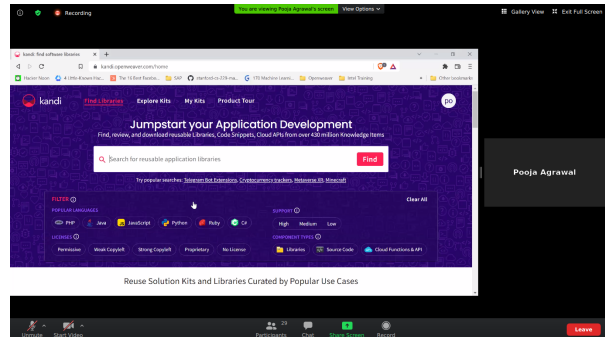 Recording
You are viewing Pooja Agrawal's screen
View Options
Gallery View
Exit Full Screen
kandi: find software libraries
kandi.openweaver.com/home
SAP
Openweaver
Intel Training
Other bookmarks
kandi
Find Libraries
Explore Kits
My Kits
Product Tour
po
Jumpstart your Application Development
Find, review, and download reusable Libraries, Code Snippets, Cloud APIs from over 430 million Knowledge Items
Search for reusable application libraries
Find
Try popular searches: Telegram Bot Extensions, Cryptocurrency trackers, Metaverse XR, Minecraft
FILTER
Clear All
POPULAR LANGUAGES
SUPPORT
PHP
Java
JavaScript
Python
Ruby
C#
High
Medium
Low
LICENSES
COMPONENT TYPES
Permissive
Weak Copyleft
Strong Copyleft
Proprietary
No License
Libraries
Source Code
Cloud Functions & API
Reuse Solution Kits and Libraries Curated by Popular Use Cases
Pooja Agrawal
Unmute
Start Video
29
Participants
Chat
Share Screen
Record
Leave